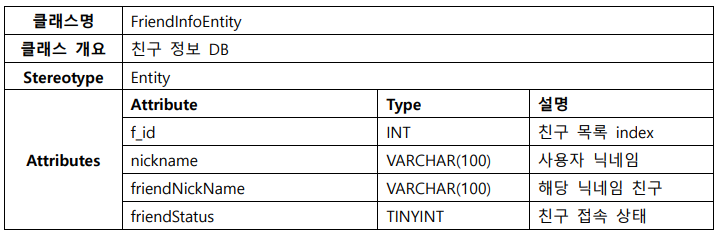 클래스명 FriendInfoEntity
클래스 개요 친구 정보 DB
Stereotype Entity
Attributes
Attribute Type 설명
f_id INT 친구 목록 index
nickname VARCHAR(100) 사용자 닉네임
friendNickName VARCHAR(100) 해당 닉네임 친구
friendStatus TINYINT 친구 접속 상태